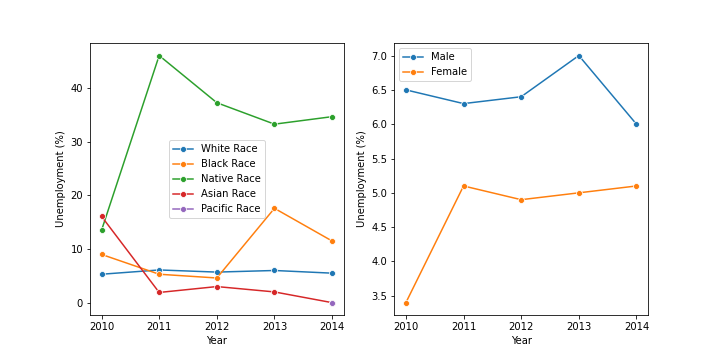 Unemployment (%)
40
30
20
10
0
White Race
Black Race
Native Race
Asian Race
Pacific Race
2010 2011 2012 2013 2014
Year
Unemployment (%)
7.0
6.5
6.0
5.5
5.0
4.5
4.0
3.5
Male
Female
2010 2011 2012 2013 2014
Year